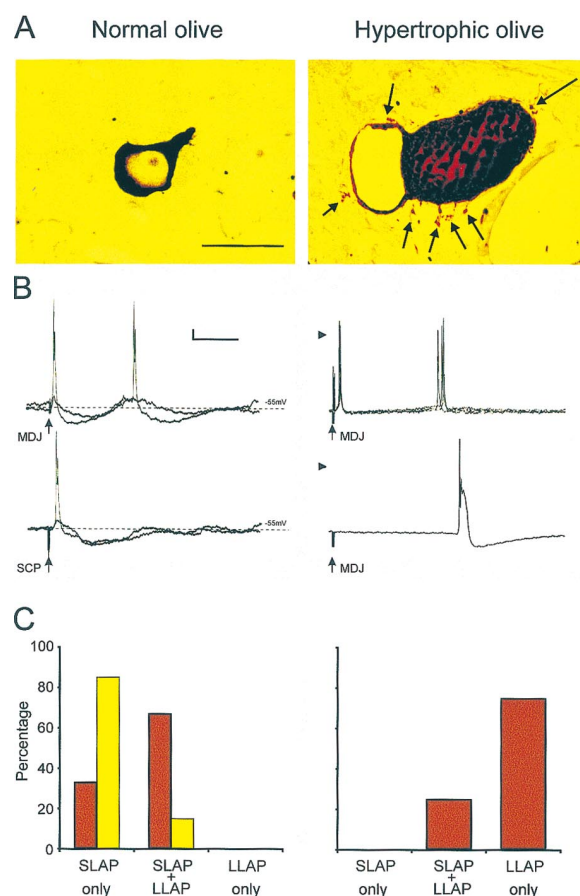 A
Normal olive
Hypertrophic olive
B
-55mV
MDJ
-55mV
SCP
MDJ
MDJ
C
Percentage
100
80
60
40
20
0
SLAP only
SLAP + LLAP
LLAP only
SLAP only
SLAP + LLAP
LLAP only